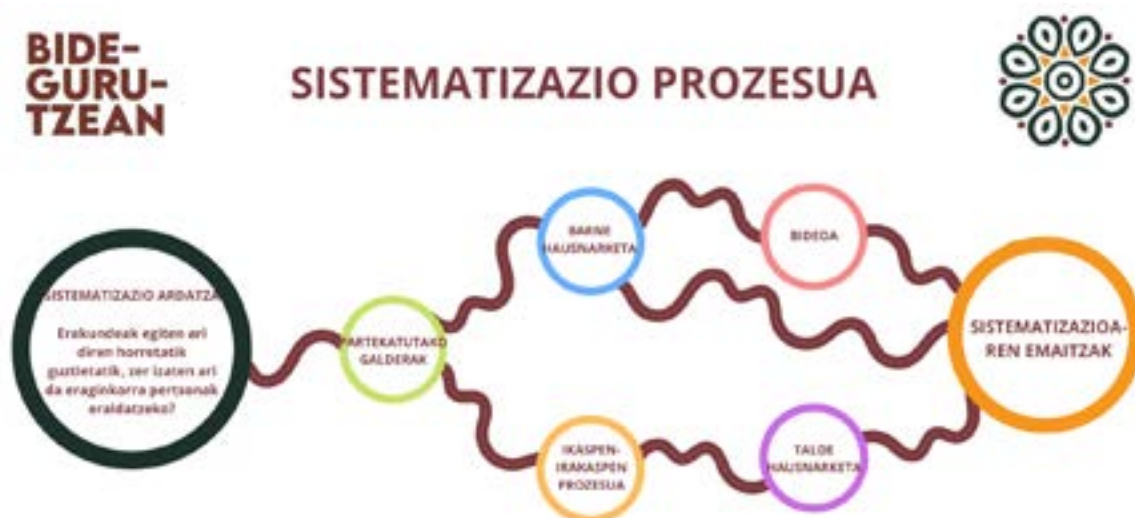 BIDE-
GURU-
TZEAN
SISTEMATIZAZIO PROZESUA
SISTEMATIZAZIO ARDATZA
Erakundeak egiten ari
diren horretatik
guztietatik, zer izaten ari
da eraginkorra pertsonak
eraldatzeko?
PARTEKATUTAKO
GALDERAK
BARNE
HAUSNARKETA
BIDEOA
IKASPEN-
IRAKASPEN
PROZESUA
TALDE
HAUSNARKETA
SISTEMATIZAZIOA-
REN EMAITZAK